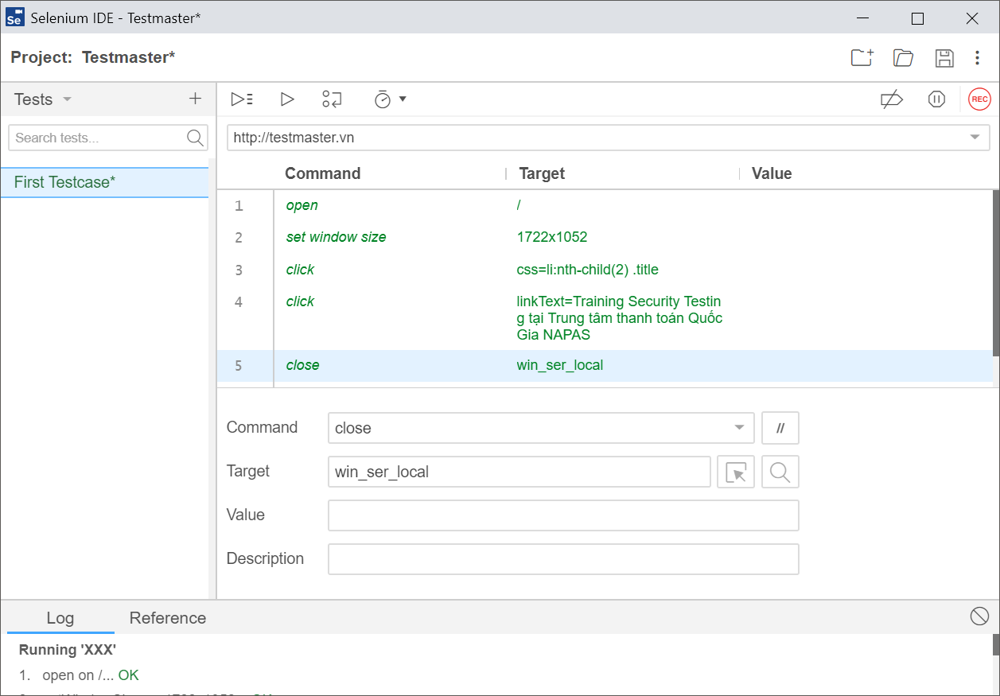 Se Selenium IDE - Testmaster*
Project: Testmaster*
Tests
REC
Search tests...
http://testmaster.vn
Command Target Value
First Testcase*
1 open /
2 set window size 1722x1052
3 click css=li:nth-child(2) .title
4 click linkText=Training Security Testin
g tại Trung tâm thanh toán Quốc
Gia NAPAS
5 close win_ser_local
Command close //
Target win_ser_local
Value
Description
Log Reference
Running 'XXX'
1. open on /... OK